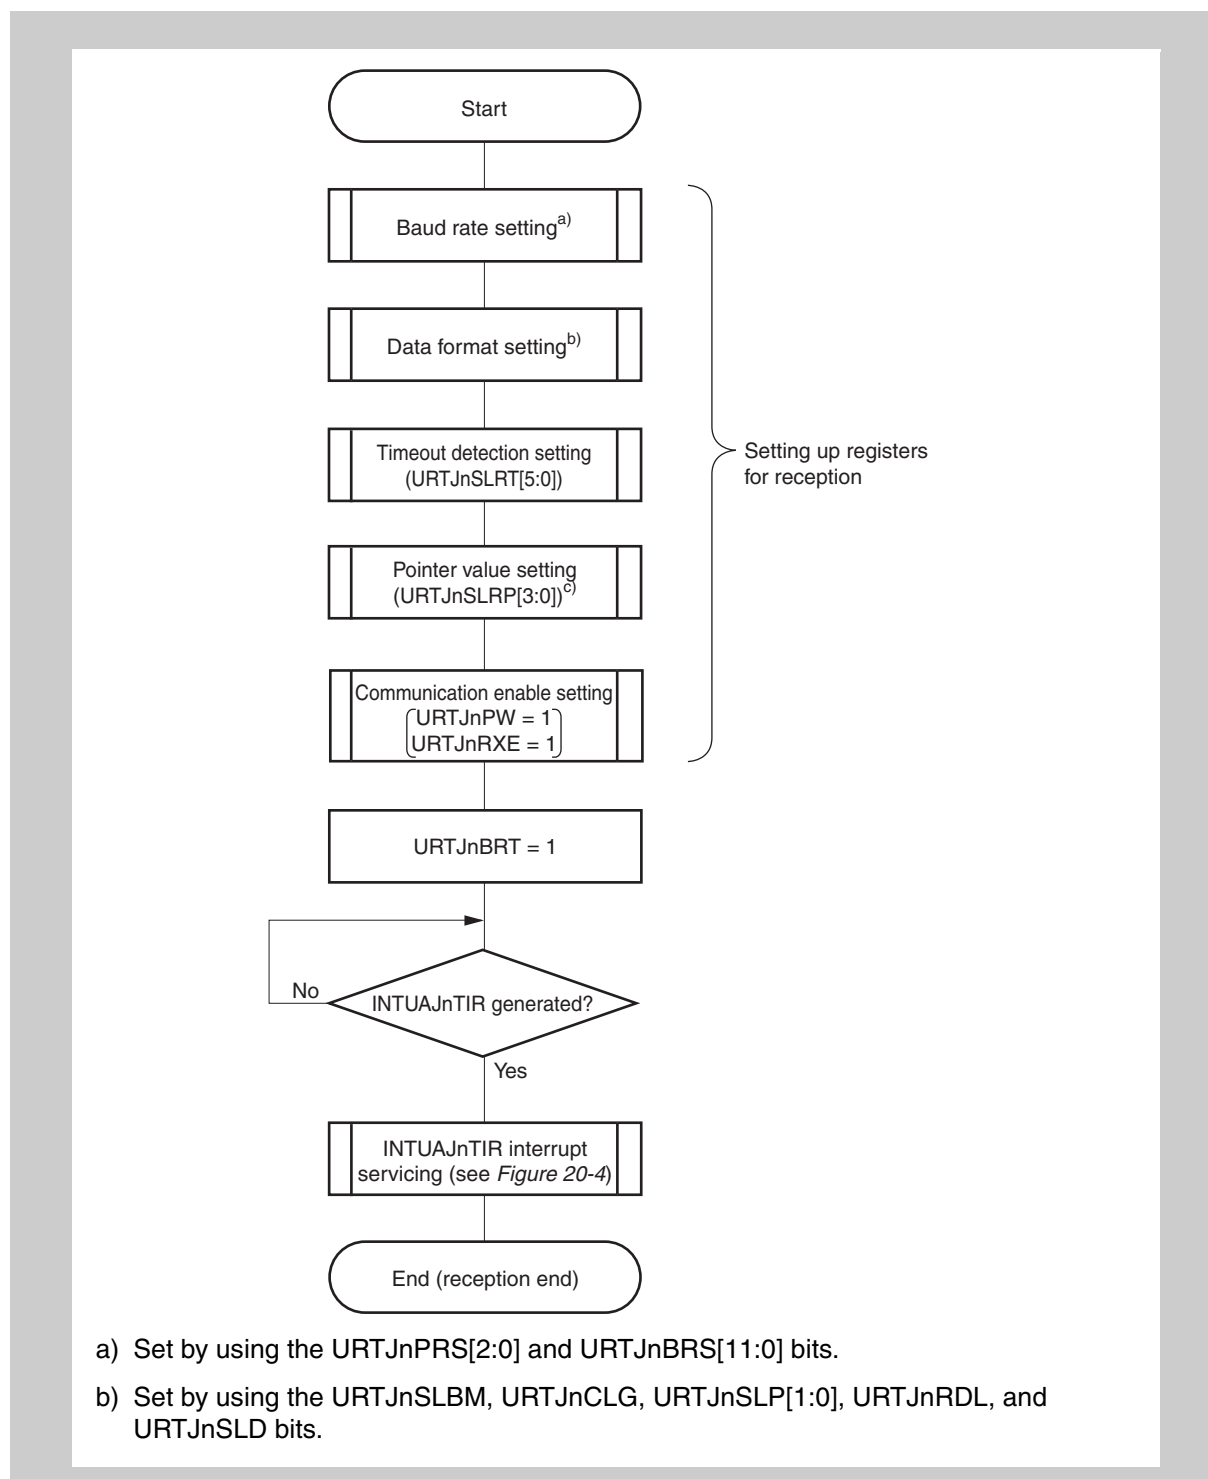 Start
Baud rate setting a)
Data format setting b)
Timeout detection setting
(URTJnSLRT[5:0])
Setting up registers
for reception
Pointer value setting
(URTJnSLRP[3:0]) c)
Communication enable setting
URTJnPW = 1
URTJnRXE = 1
URTJnBRT = 1
No
INTUAJnTIR generated?
Yes
INTUAJnTIR interrupt
servicing (see Figure 20-4)
End (reception end)
a) Set by using the URTJnPRS[2:0] and URTJnBRS[11:0] bits.
b) Set by using the URTJnSLBM, URTJnCLG, URTJnSLP[1:0], URTJnRDL, and
URTJnSLD bits.